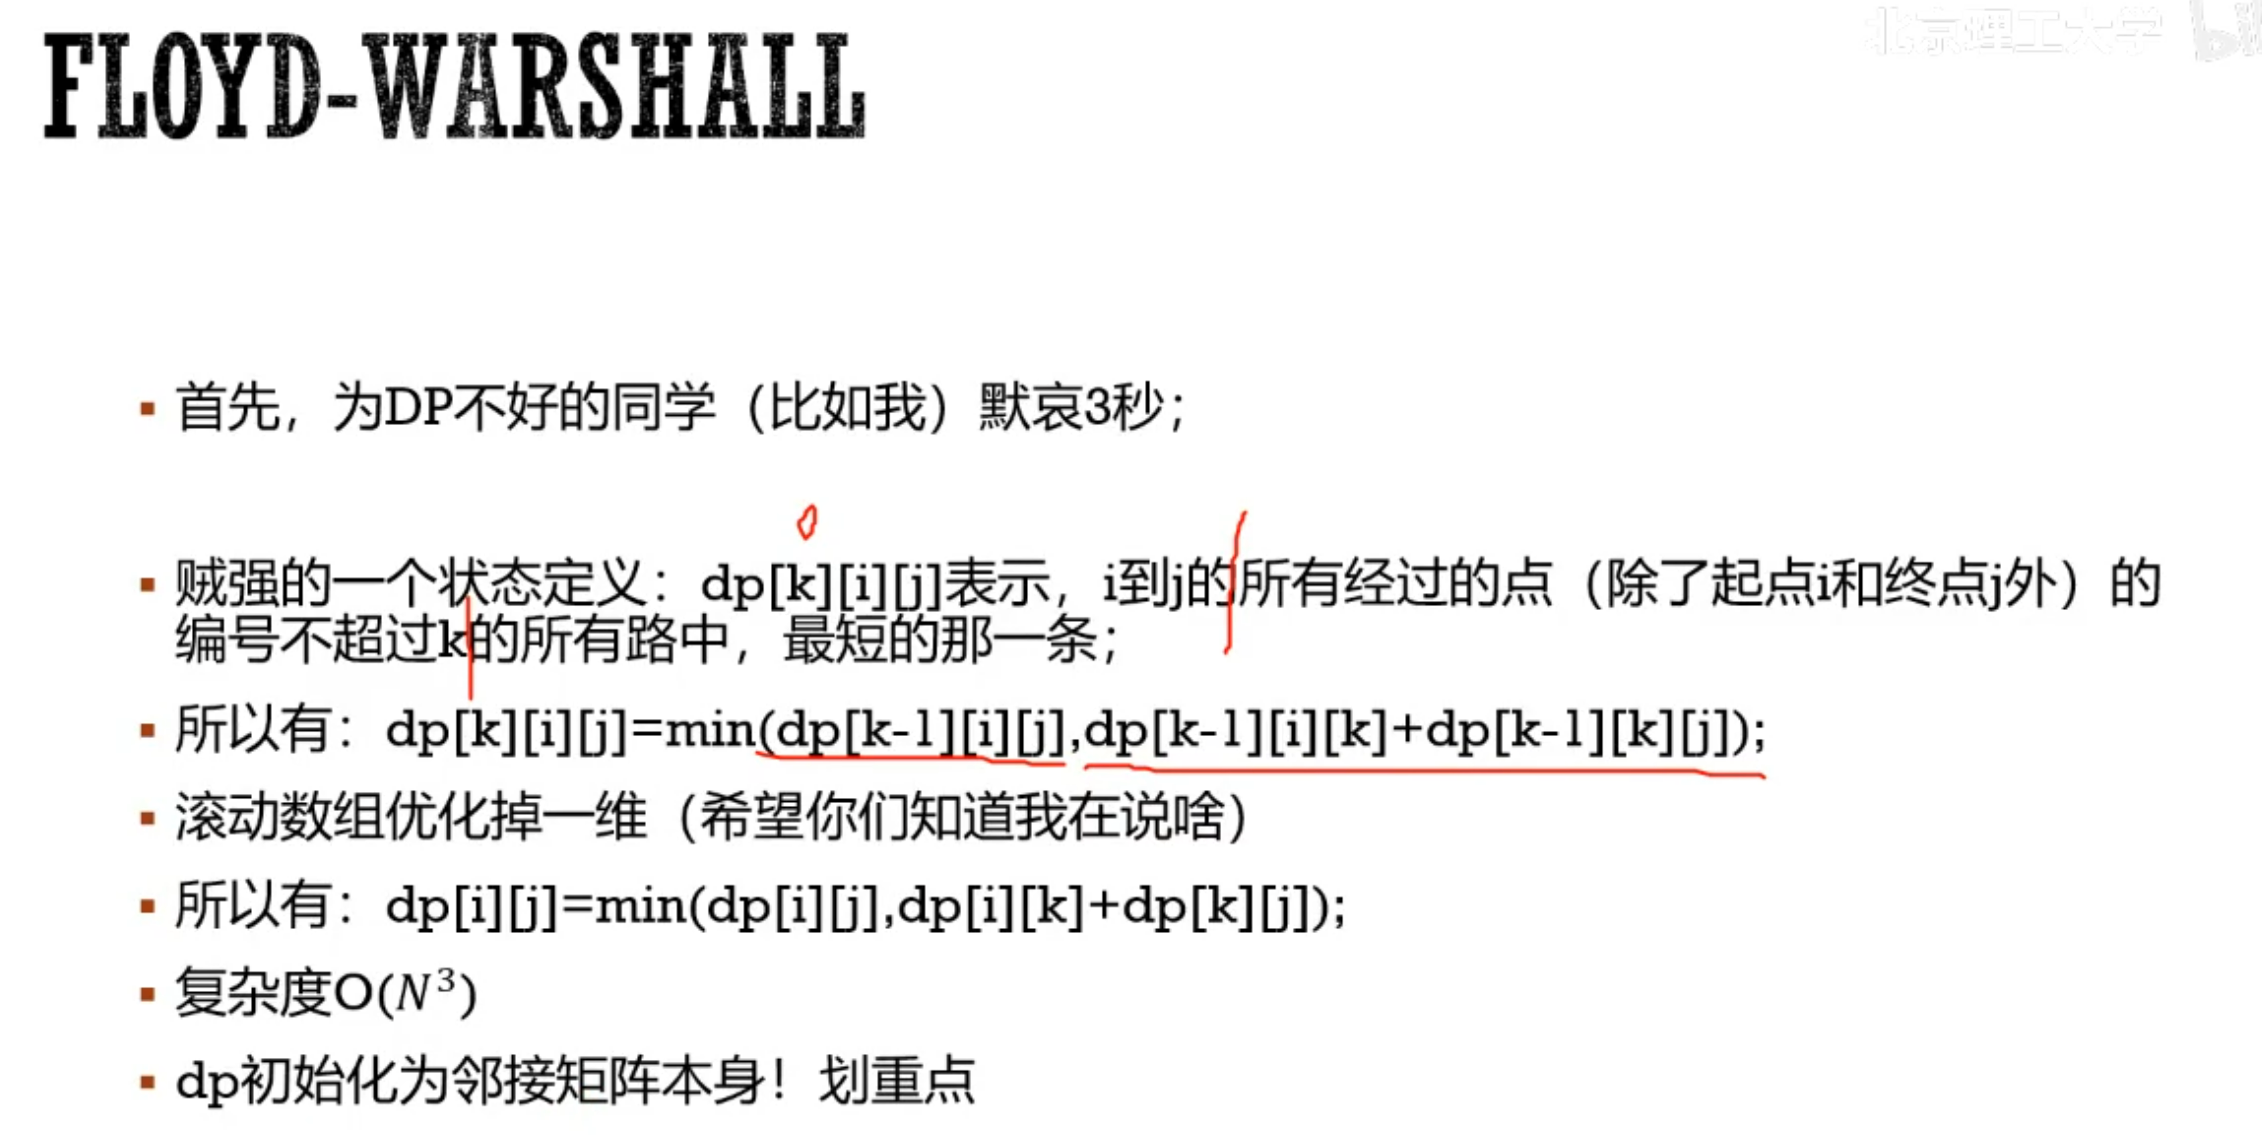 北京理工大学
FLOYD-WARSHALL
首先，为DP不好的同学（比如我）默哀3秒；
0
贼强的一个状态定义：dp[k][i][j]表示，i到j的所有经过的点（除了起点i和终点j外）的
编号不超过k的所有路中，最短的那一条；
所以有：dp[k][i][j]=min(dp[k-1][i][j],dp[k-1][i][k]+dp[k-1][k][j]);
滚动数组优化掉一维（希望你们知道我在说啥）
所以有：dp[i][j]=min(dp[i][j],dp[i][k]+dp[k][j]);
复杂度O(N³)
dp初始化为邻接矩阵本身！划重点